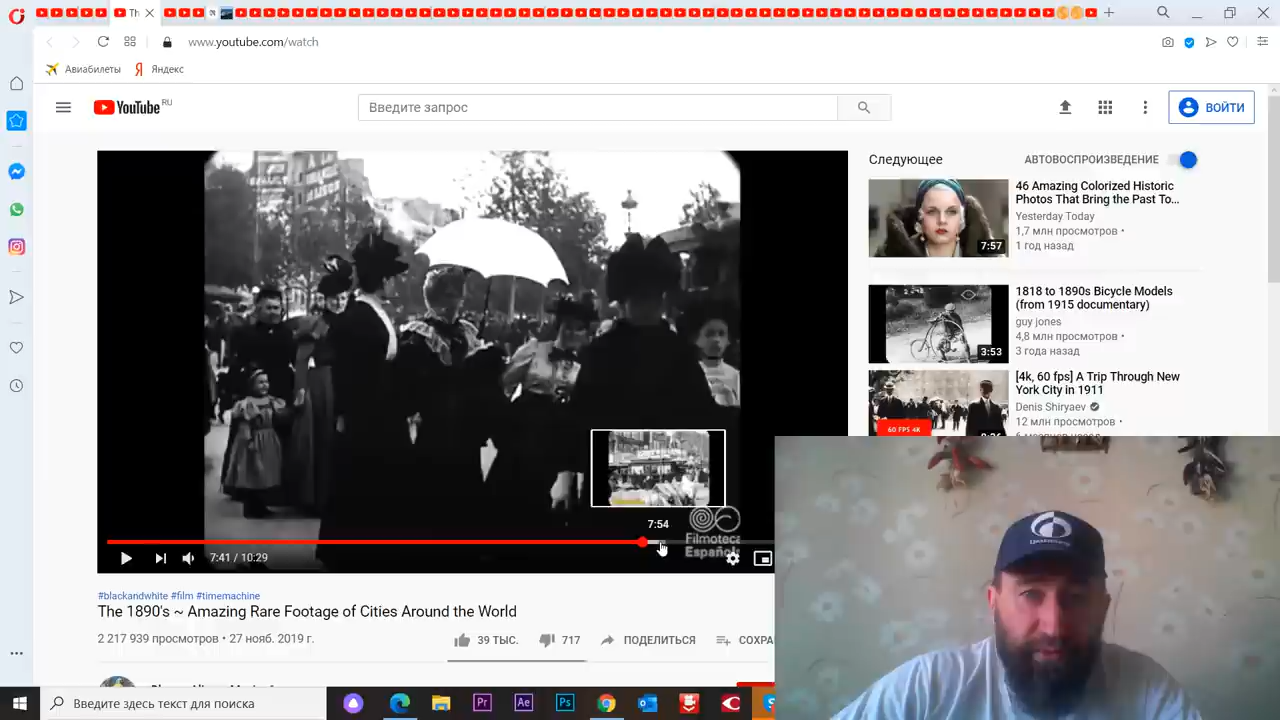 Th
www.youtube.com/watch
Авиабилеты
Яндекс
YouTube RU
Введите запрос
ВОЙТИ
Следующее
АВТОВОСПРОИЗВЕДЕНИЕ
46 Amazing Colorized Historic
Photos That Bring the Past To...
Yesterday Today
1,7 млн просмотров •
1 год назад
7:57
1818 to 1890s Bicycle Models
(from 1915 documentary)
guy jones
4,8 млн просмотров •
3 года назад
3:53
[4k, 60 fps] A Trip Through New
York City in 1911
Denis Shiryaev
12 млн просмотров •
60 FPS 4K
7:54
Filmoteca
Española
7:41 / 10:29
#blackandwhite #film #timemachine
The 1890's ~ Amazing Rare Footage of Cities Around the World
2 217 939 просмотров • 27 нояб. 2019 г.
39 ТЫС.
717
ПОДЕЛИТЬСЯ
СОХРА
Введите здесь текст для поиска
Pr
Ae
Ps